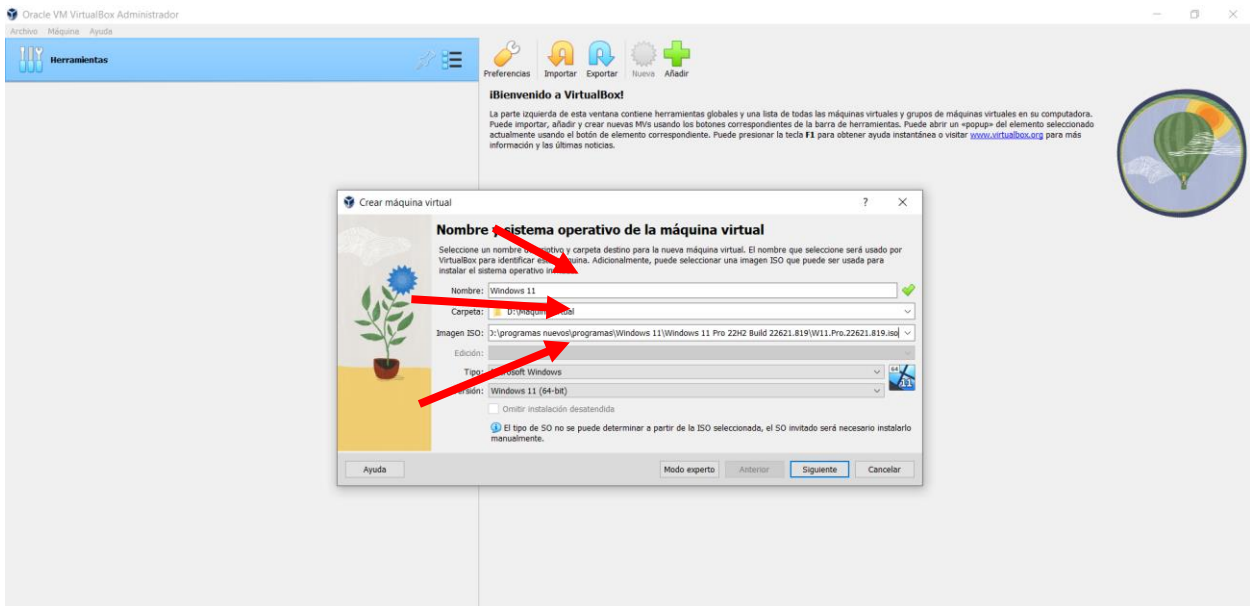 Oracle VM VirtualBox Administrador
Archivo Máquina Ayuda
Herramientas
Preferencias Importar Exportar Nueva Añadir
¡Bienvenido a VirtualBox!
La parte izquierda de esta ventana contiene herramientas globales y una lista de todas las máquinas virtuales y grupos de máquinas virtuales en su computadora.
Puede importar, añadir y crear nuevas MVs usando los botones correspondientes de la barra de herramientas. Puede abrir un «popup» del elemento seleccionado
actualmente usando el botón de elemento correspondiente. Puede presionar la tecla F1 para obtener ayuda instantánea o visitar www.virtualbox.org para más
información y las últimas noticias.
Crear máquina virtual
Nombre y sistema operativo de la máquina virtual
Seleccione un nombre descriptivo y carpeta destino para la nueva máquina virtual. El nombre que seleccione será usado por
VirtualBox para identificar esta máquina. Adicionalmente, puede seleccionar una imagen ISO que puede ser usada para
instalar el sistema operativo
Nombre: Windows 11
Carpeta: D:\Maquina virtual
Imagen ISO: D:\programas nuevos\programas\Windows 11\Windows 11 Pro 22H2 Build 22621.819\W11.Pro.22621.819.iso
Edición:
Tipo: Microsoft Windows
Versión: Windows 11 (64-bit)
64
11
Omitir instalación desatendida
El tipo de SO no se puede determinar a partir de la ISO seleccionada, el SO invitado será necesario instalarlo
manualmente.
Ayuda Modo experto Anterior Siguiente Cancelar